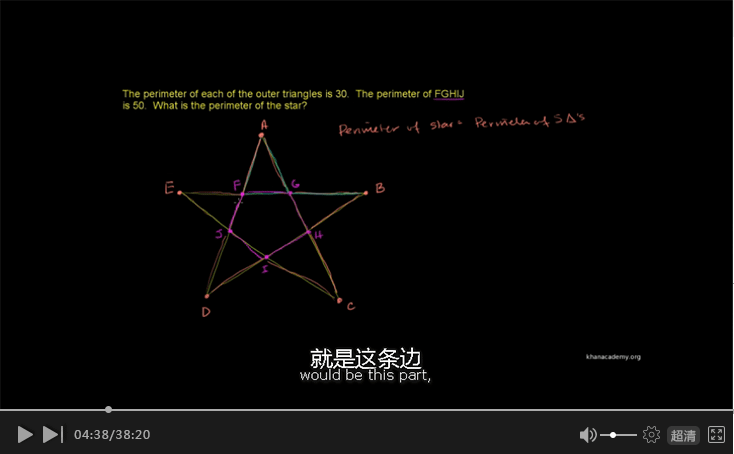 The perimeter of each of the outer triangles is 30. The perimeter of FGHIJ
is 50. What is the perimeter of the star?
Perimeter of star = Perimeter of 5 Δ's
A
E
F
G
B
J
H
I
D
C
就是这条边
would be this part,
khanacademy.org
04:38/38:20
超清